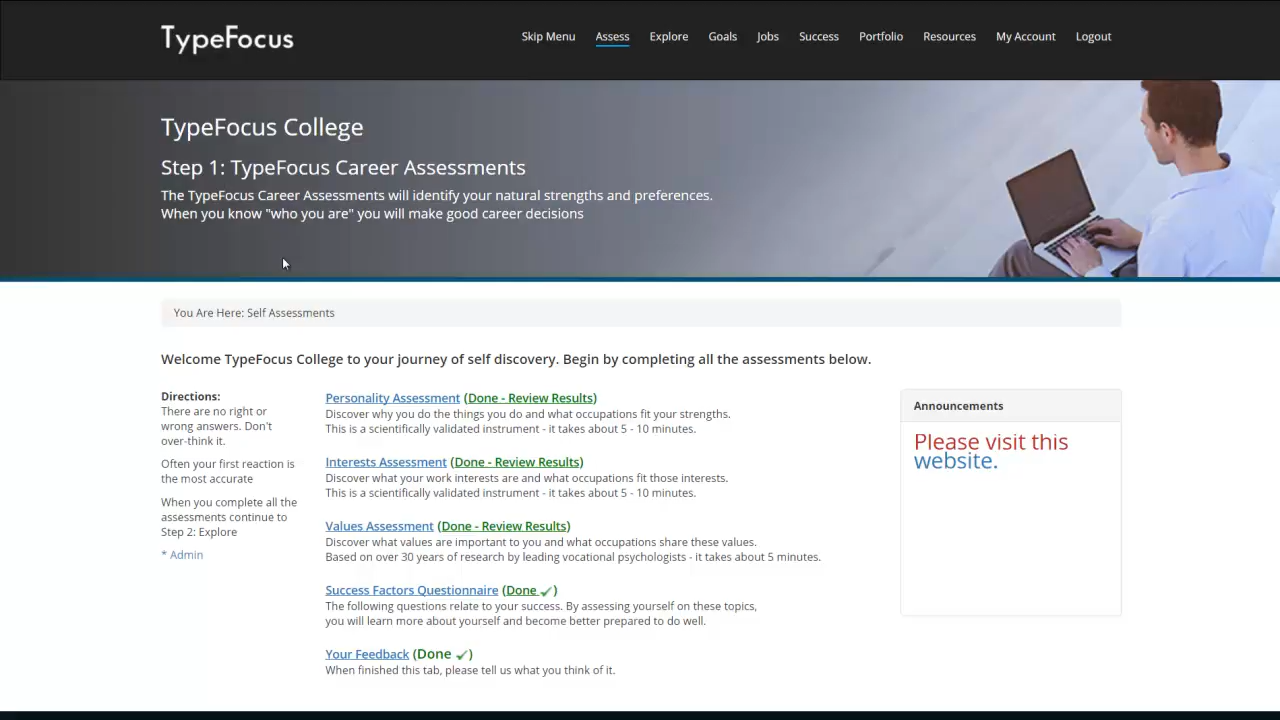 TypeFocus
Skip Menu Assess Explore Goals Jobs Success Portfolio Resources My Account Logout
TypeFocus College
Step 1: TypeFocus Career Assessments
The TypeFocus Career Assessments will identify your natural strengths and preferences.
When you know "who you are" you will make good career decisions
You Are Here: Self Assessments
Welcome TypeFocus College to your journey of self discovery. Begin by completing all the assessments below.
Directions:
There are no right or
wrong answers. Don't
over-think it.
Often your first reaction is
the most accurate
When you complete all the
assessments continue to
Step 2: Explore
* Admin
Personality Assessment (Done - Review Results)
Discover why you do the things you do and what occupations fit your strengths.
This is a scientifically validated instrument - it takes about 5 - 10 minutes.
Interests Assessment (Done - Review Results)
Discover what your work interests are and what occupations fit those interests.
This is a scientifically validated instrument - it takes about 5 - 10 minutes.
Values Assessment (Done - Review Results)
Discover what values are important to you and what occupations share these values.
Based on over 30 years of research by leading vocational psychologists - it takes about 5 minutes.
Success Factors Questionnaire (Done ✓)
The following questions relate to your success. By assessing yourself on these topics,
you will learn more about yourself and become better prepared to do well.
Your Feedback (Done ✓)
When finished this tab, please tell us what you think of it.
Announcements
Please visit this
website.